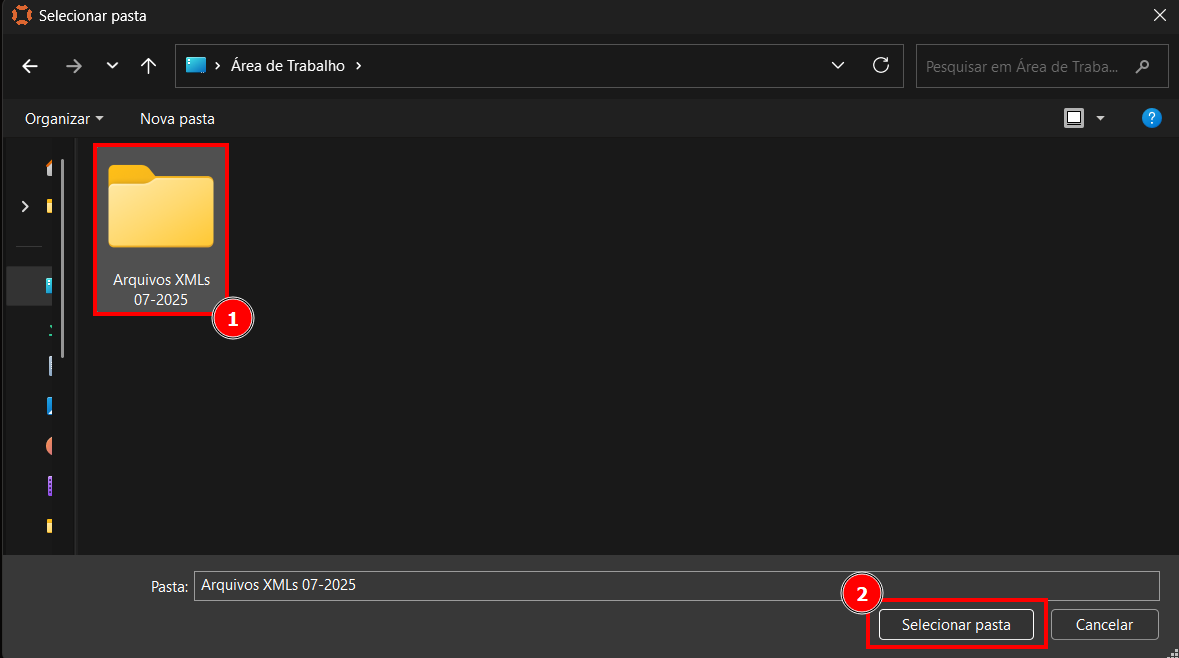 Selecionar pasta
Área de Trabalho
Pesquisar em Área de Traba...
Organizar
Nova pasta
?
Arquivos XMLs
07-2025
1
Pasta:
Arquivos XMLs 07-2025
2
Selecionar pasta
Cancelar